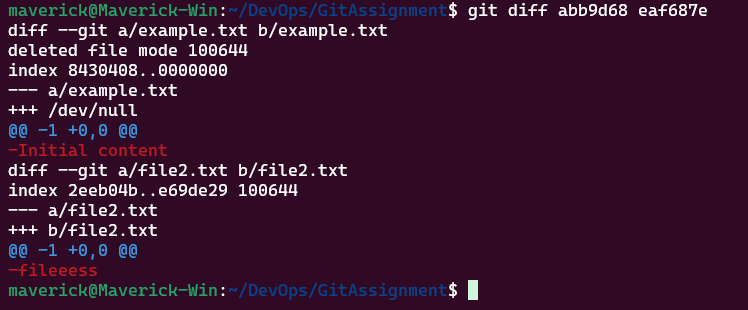 maverick@Maverick-Win:~/DevOps/GitAssignment$ git diff abb9d68 eaf687e
diff --git a/example.txt b/example.txt
deleted file mode 100644
index 8430408..0000000
--- a/example.txt
+++ /dev/null
@@ -1 +0,0 @@
-Initial content
diff --git a/file2.txt b/file2.txt
index 2eeb04b..e69de29 100644
--- a/file2.txt
+++ b/file2.txt
@@ -1 +0,0 @@
-fileeess
maverick@Maverick-Win:~/DevOps/GitAssignment$